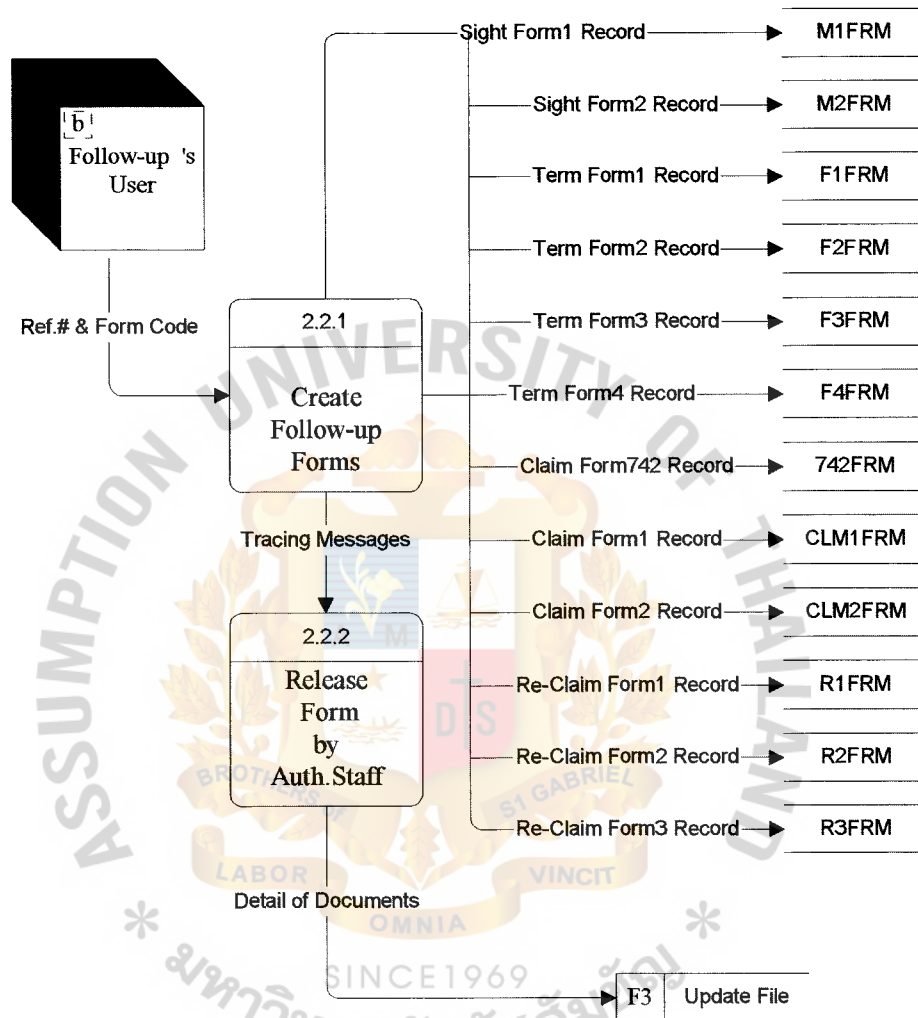 Sight Form1 Record
M1FRM
b
Follow-up 's
User
Sight Form2 Record
M2FRM
Term Form1 Record
F1FRM
Term Form2 Record
F2FRM
Ref.# & Form Code
2.2.1
Create
Follow-up
Forms
Term Form3 Record
F3FRM
Term Form4 Record
F4FRM
Claim Form742 Record
742FRM
Tracing Messages
Claim Form1 Record
CLM1FRM
Claim Form2 Record
CLM2FRM
2.2.2
Release
Form
by
Auth.Staff
Re-Claim Form1 Record
R1FRM
Re-Claim Form2 Record
R2FRM
Re-Claim Form3 Record
R3FRM
Detail of Documents
F3
Update File
ASSUMPTION UNIVERSITY OF THAILAND
M
D S
BROTHERS of
S1 GABRIEL
LABOR
VINCIT
OMNIA
SINCE1969